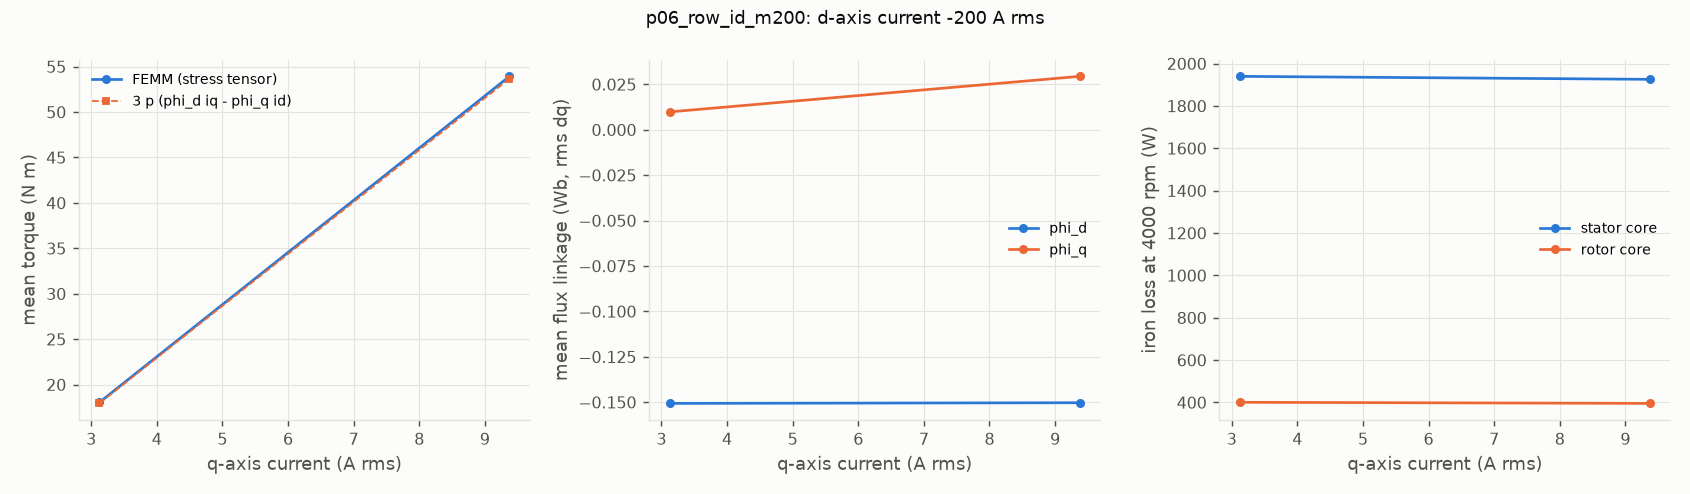 p06_row_id_m200: d-axis current -200 A rms
mean torque (N m)
55
50
45
40
35
30
25
20
FEMM (stress tensor)
3 p (phi_d iq - phi_q id)
3 4 5 6 7 8 9
q-axis current (A rms)
mean flux linkage (Wb, rms dq)
0.025
0.000
−0.025
−0.050
−0.075
−0.100
−0.125
−0.150
phi_d
phi_q
3 4 5 6 7 8 9
q-axis current (A rms)
iron loss at 4000 rpm (W)
2000
1800
1600
1400
1200
1000
800
600
400
stator core
rotor core
3 4 5 6 7 8 9
q-axis current (A rms)